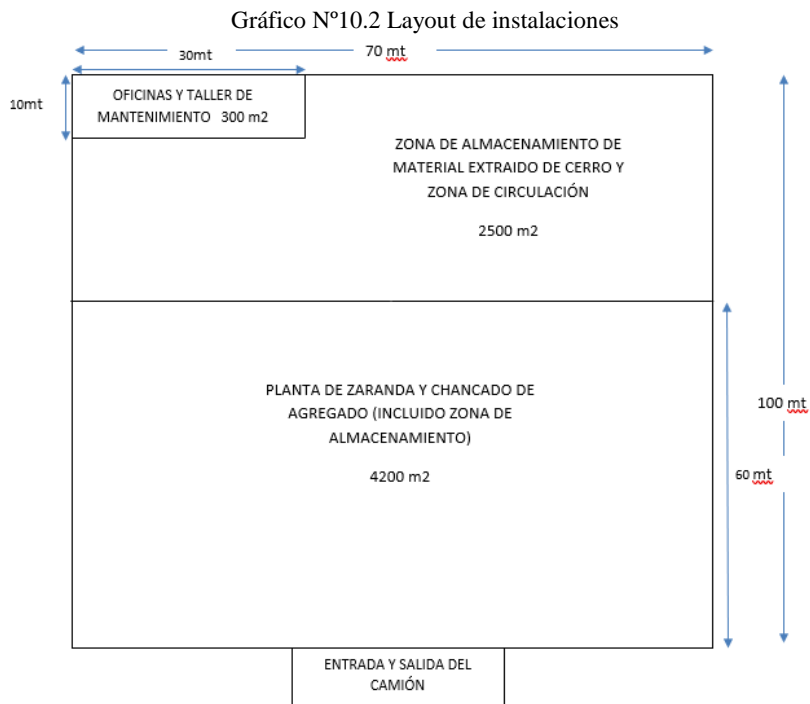 Gráfico Nº10.2 Layout de instalaciones
30mt
70 mt
10mt
OFICINAS Y TALLER DE
MANTENIMIENTO 300 m2
ZONA DE ALMACENAMIENTO DE
MATERIAL EXTRAIDO DE CERRO Y
ZONA DE CIRCULACIÓN
2500 m2
PLANTA DE ZARANDA Y CHANCADO DE
AGREGADO (INCLUIDO ZONA DE
ALMACENAMIENTO)
4200 m2
100 mt
60 mt
ENTRADA Y SALIDA DEL
CAMIÓN